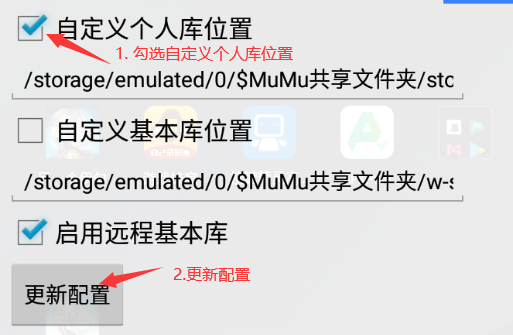 自定义个人库位置
1. 勾选自定义个人库位置
/storage/emulated/0/$MuMu共享文件夹/sto
自定义基本库位置
/storage/emulated/0/$MuMu共享文件夹/w-s
启用远程基本库
2.更新配置
更新配置